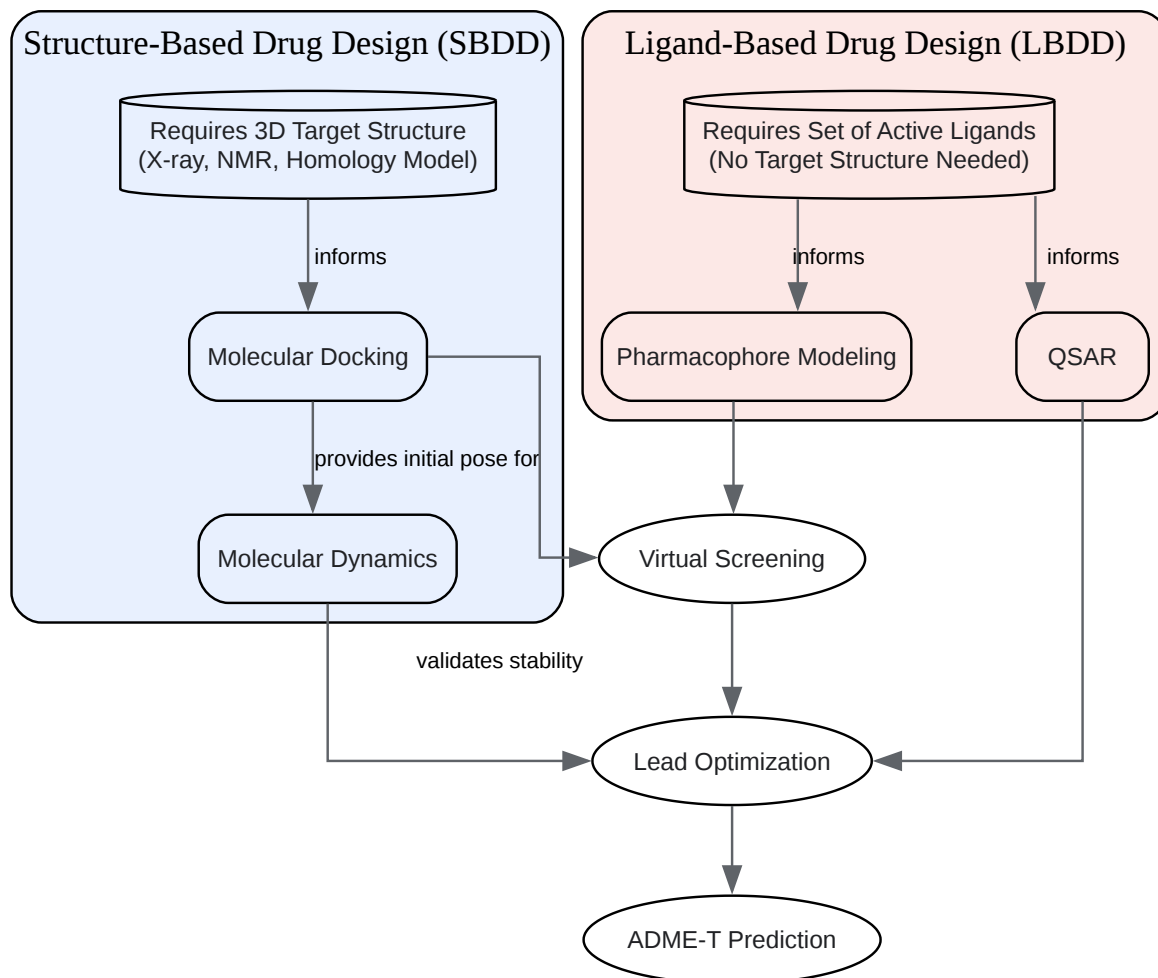 Structure-Based Drug Design (SBDD)
Requires 3D Target Structure
(X-ray, NMR, Homology Model)
informs
Molecular Docking
provides initial pose for
Molecular Dynamics
validates stability
Ligand-Based Drug Design (LBDD)
Requires Set of Active Ligands
(No Target Structure Needed)
informs
informs
Pharmacophore Modeling
QSAR
Virtual Screening
Lead Optimization
ADME-T Prediction